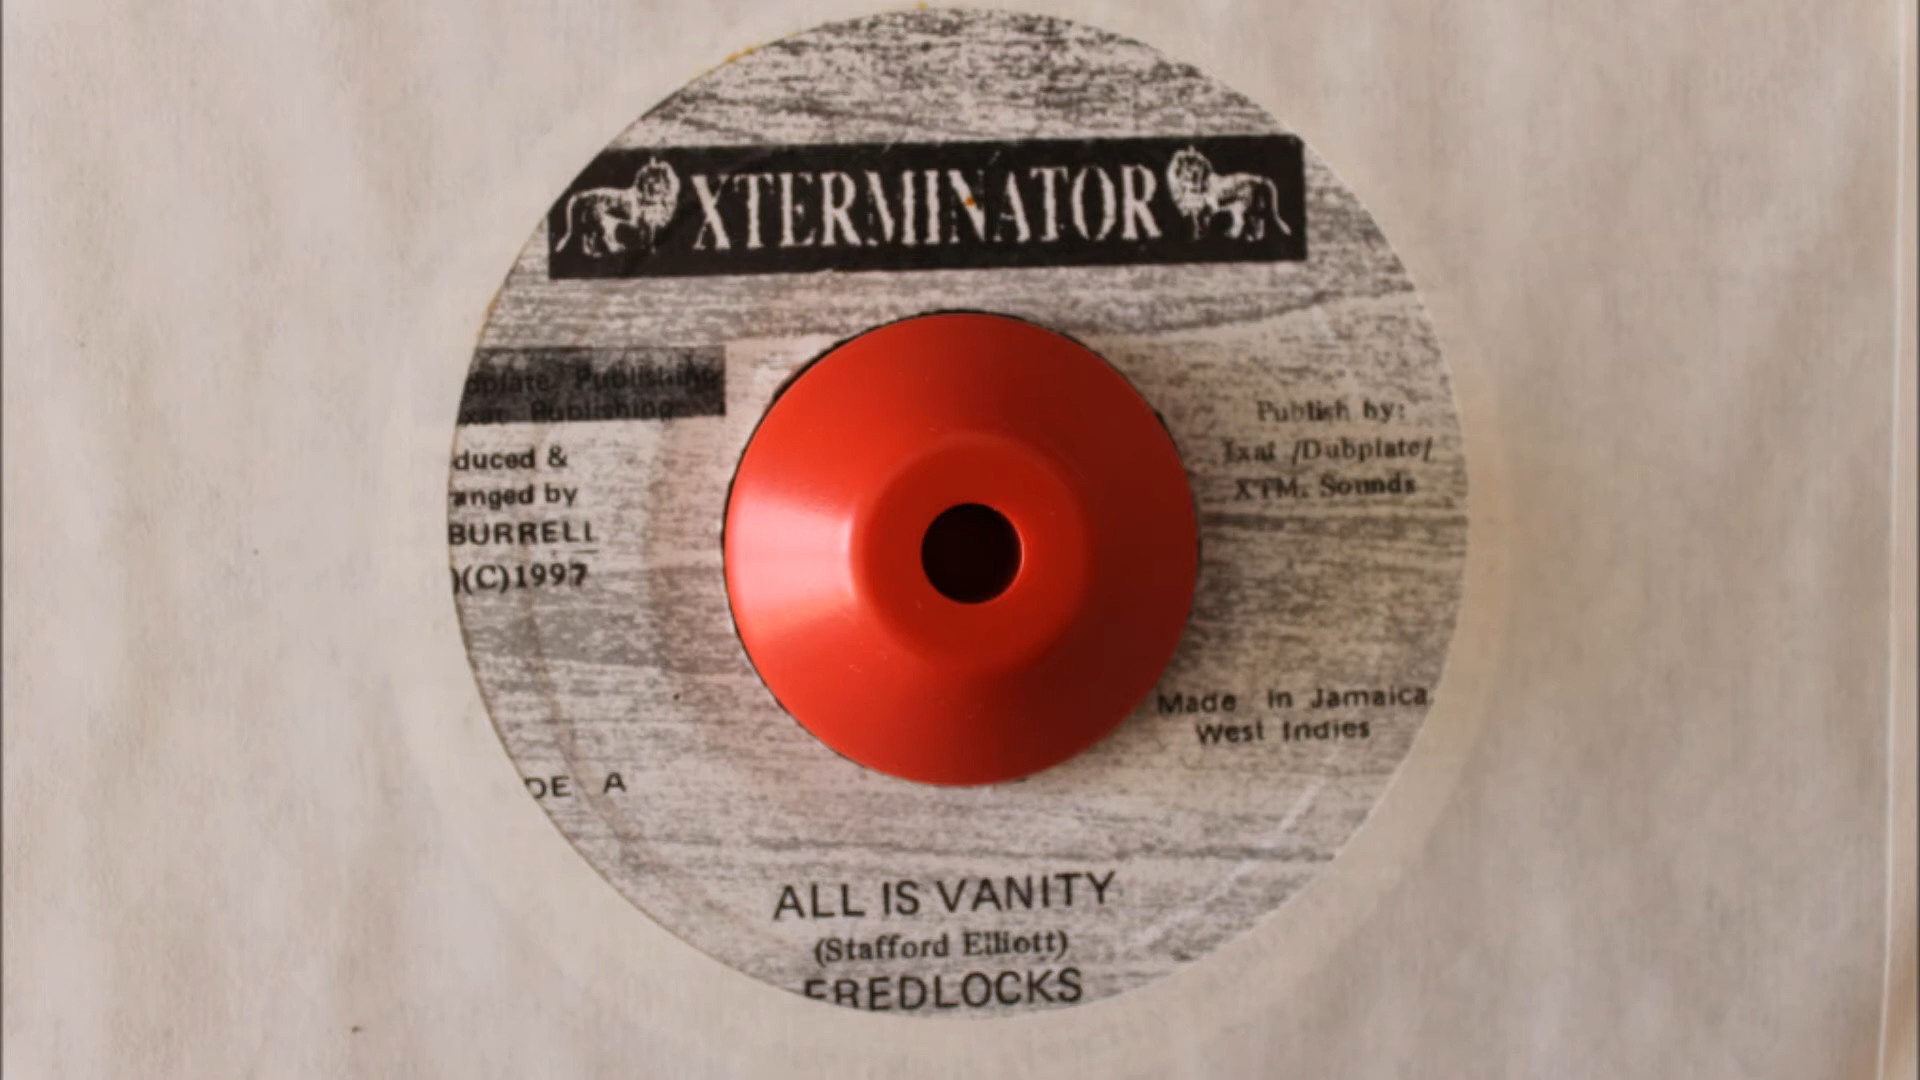 XTERMINATOR
Publishing
Publishing
duced &
anged by
BURRELL
)(C)1997
Publish by:
Ixat /Dubplate/
XTM. Sounds
Made in Jamaica
West Indies
DE A
ALL IS VANITY
(Stafford Elliott)
FREDLOCKS